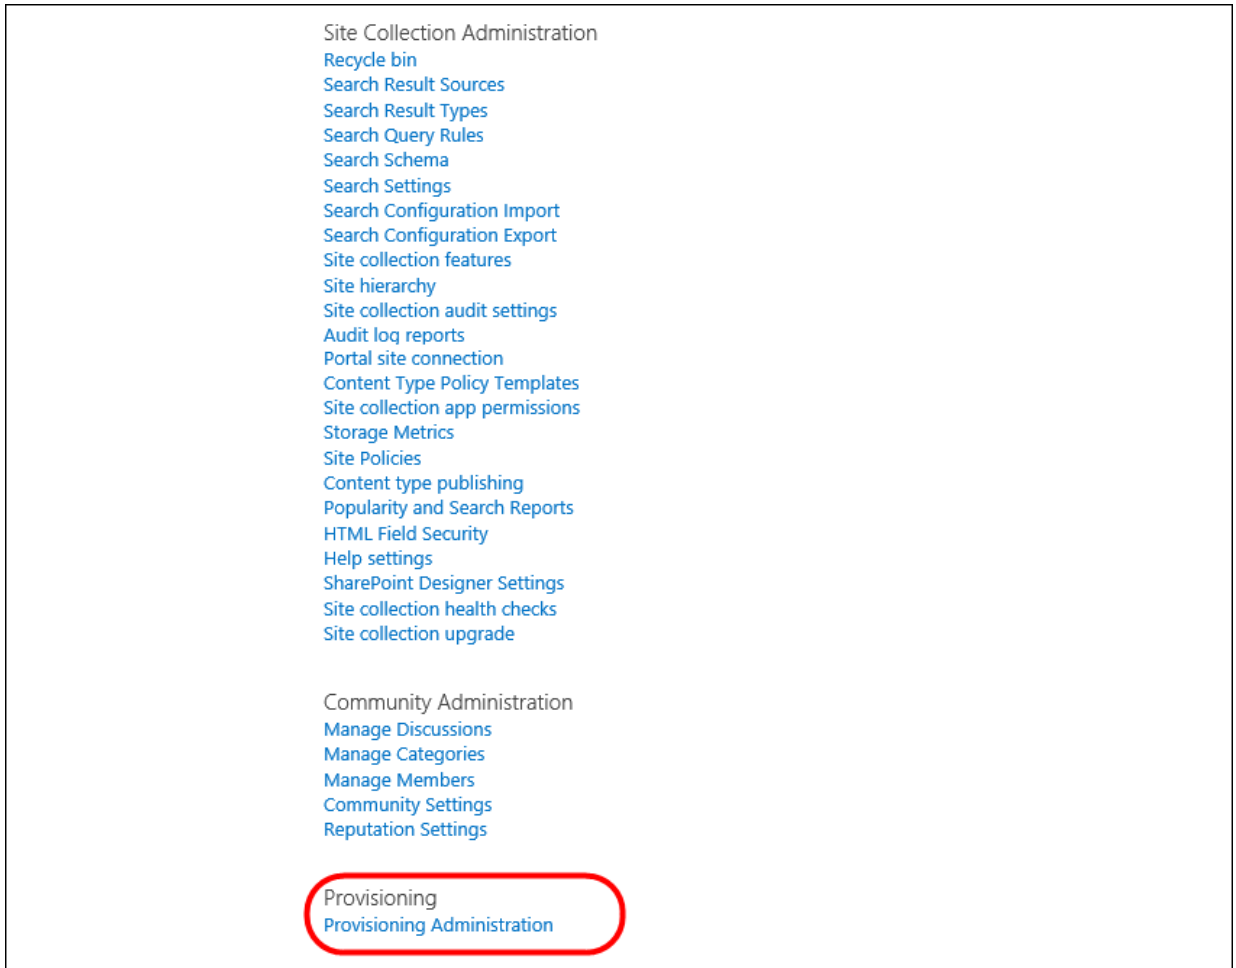 Site Collection Administration
Recycle bin
Search Result Sources
Search Result Types
Search Query Rules
Search Schema
Search Settings
Search Configuration Import
Search Configuration Export
Site collection features
Site hierarchy
Site collection audit settings
Audit log reports
Portal site connection
Content Type Policy Templates
Site collection app permissions
Storage Metrics
Site Policies
Content type publishing
Popularity and Search Reports
HTML Field Security
Help settings
SharePoint Designer Settings
Site collection health checks
Site collection upgrade
Community Administration
Manage Discussions
Manage Categories
Manage Members
Community Settings
Reputation Settings
Provisioning
Provisioning Administration